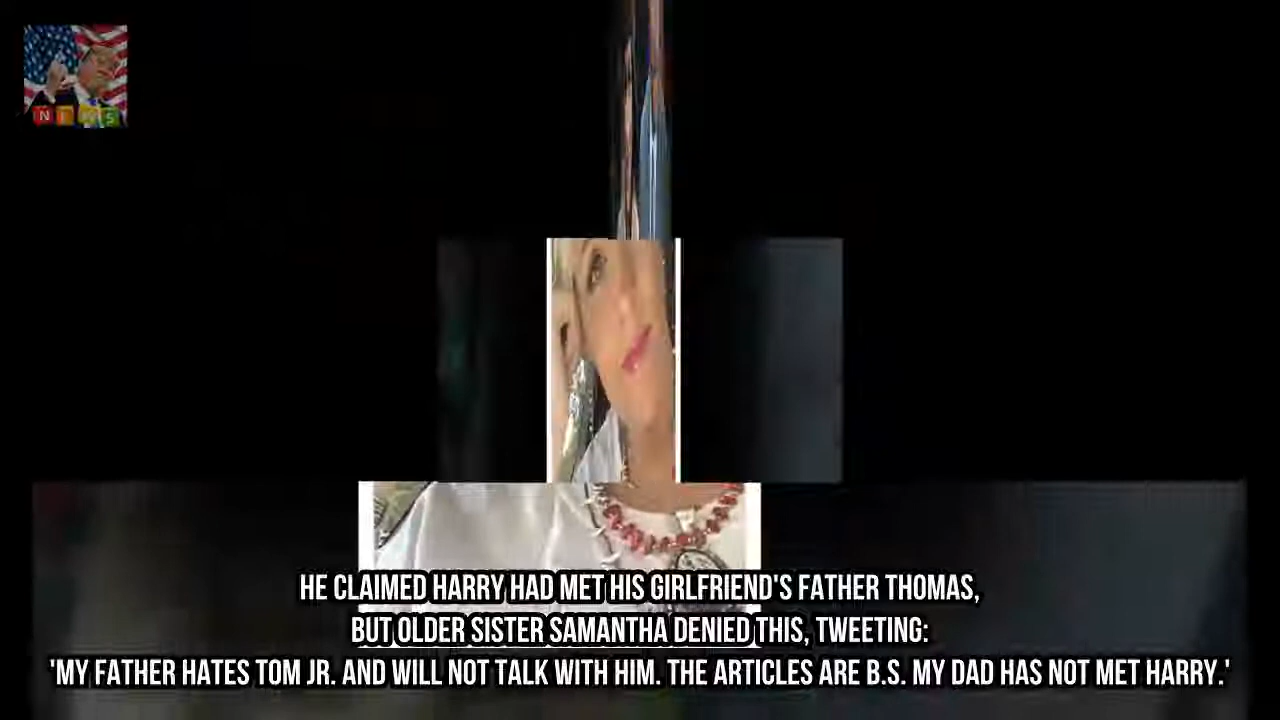 NEWS
HE CLAIMED HARRY HAD MET HIS GIRLFRIEND'S FATHER THOMAS,
BUT OLDER SISTER SAMANTHA DENIED THIS, TWEETING:
'MY FATHER HATES TOM JR. AND WILL NOT TALK WITH HIM. THE ARTICLES ARE B.S. MY DAD HAS NOT MET HARRY.'